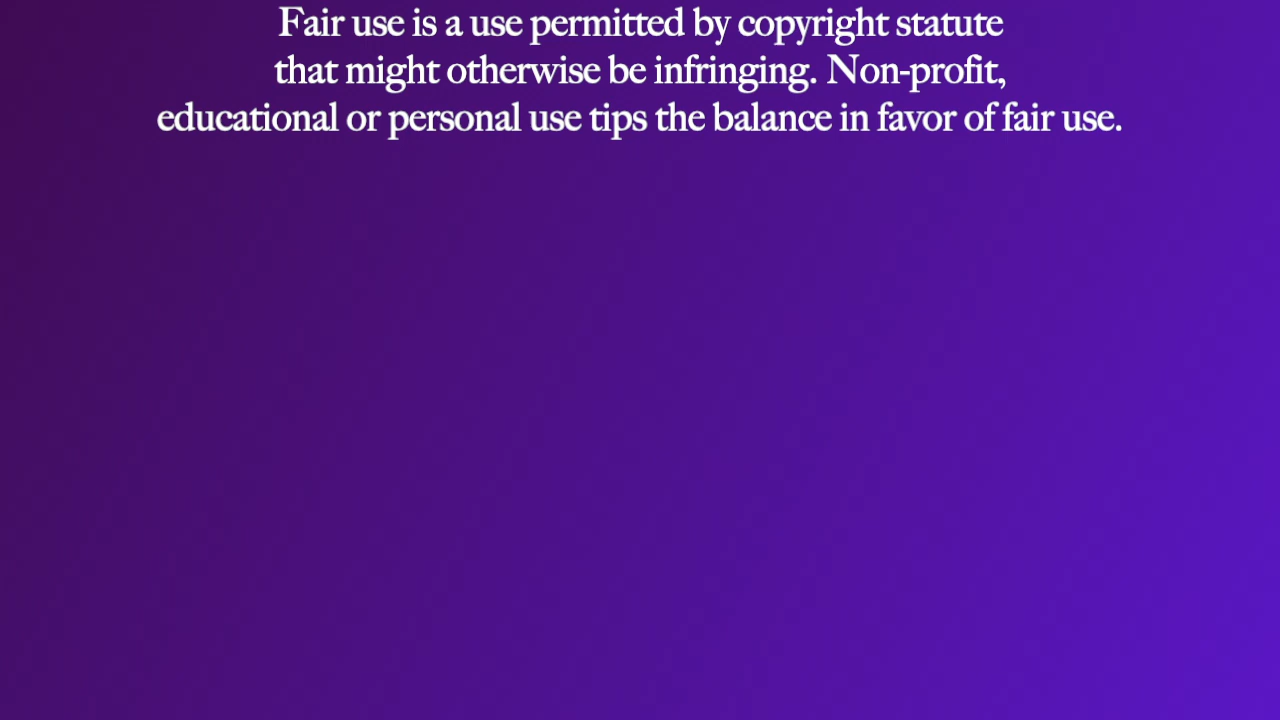 Fair use is a use permitted by copyright statute
that might otherwise be infringing. Non-profit,
educational or personal use tips the balance in favor of fair use.